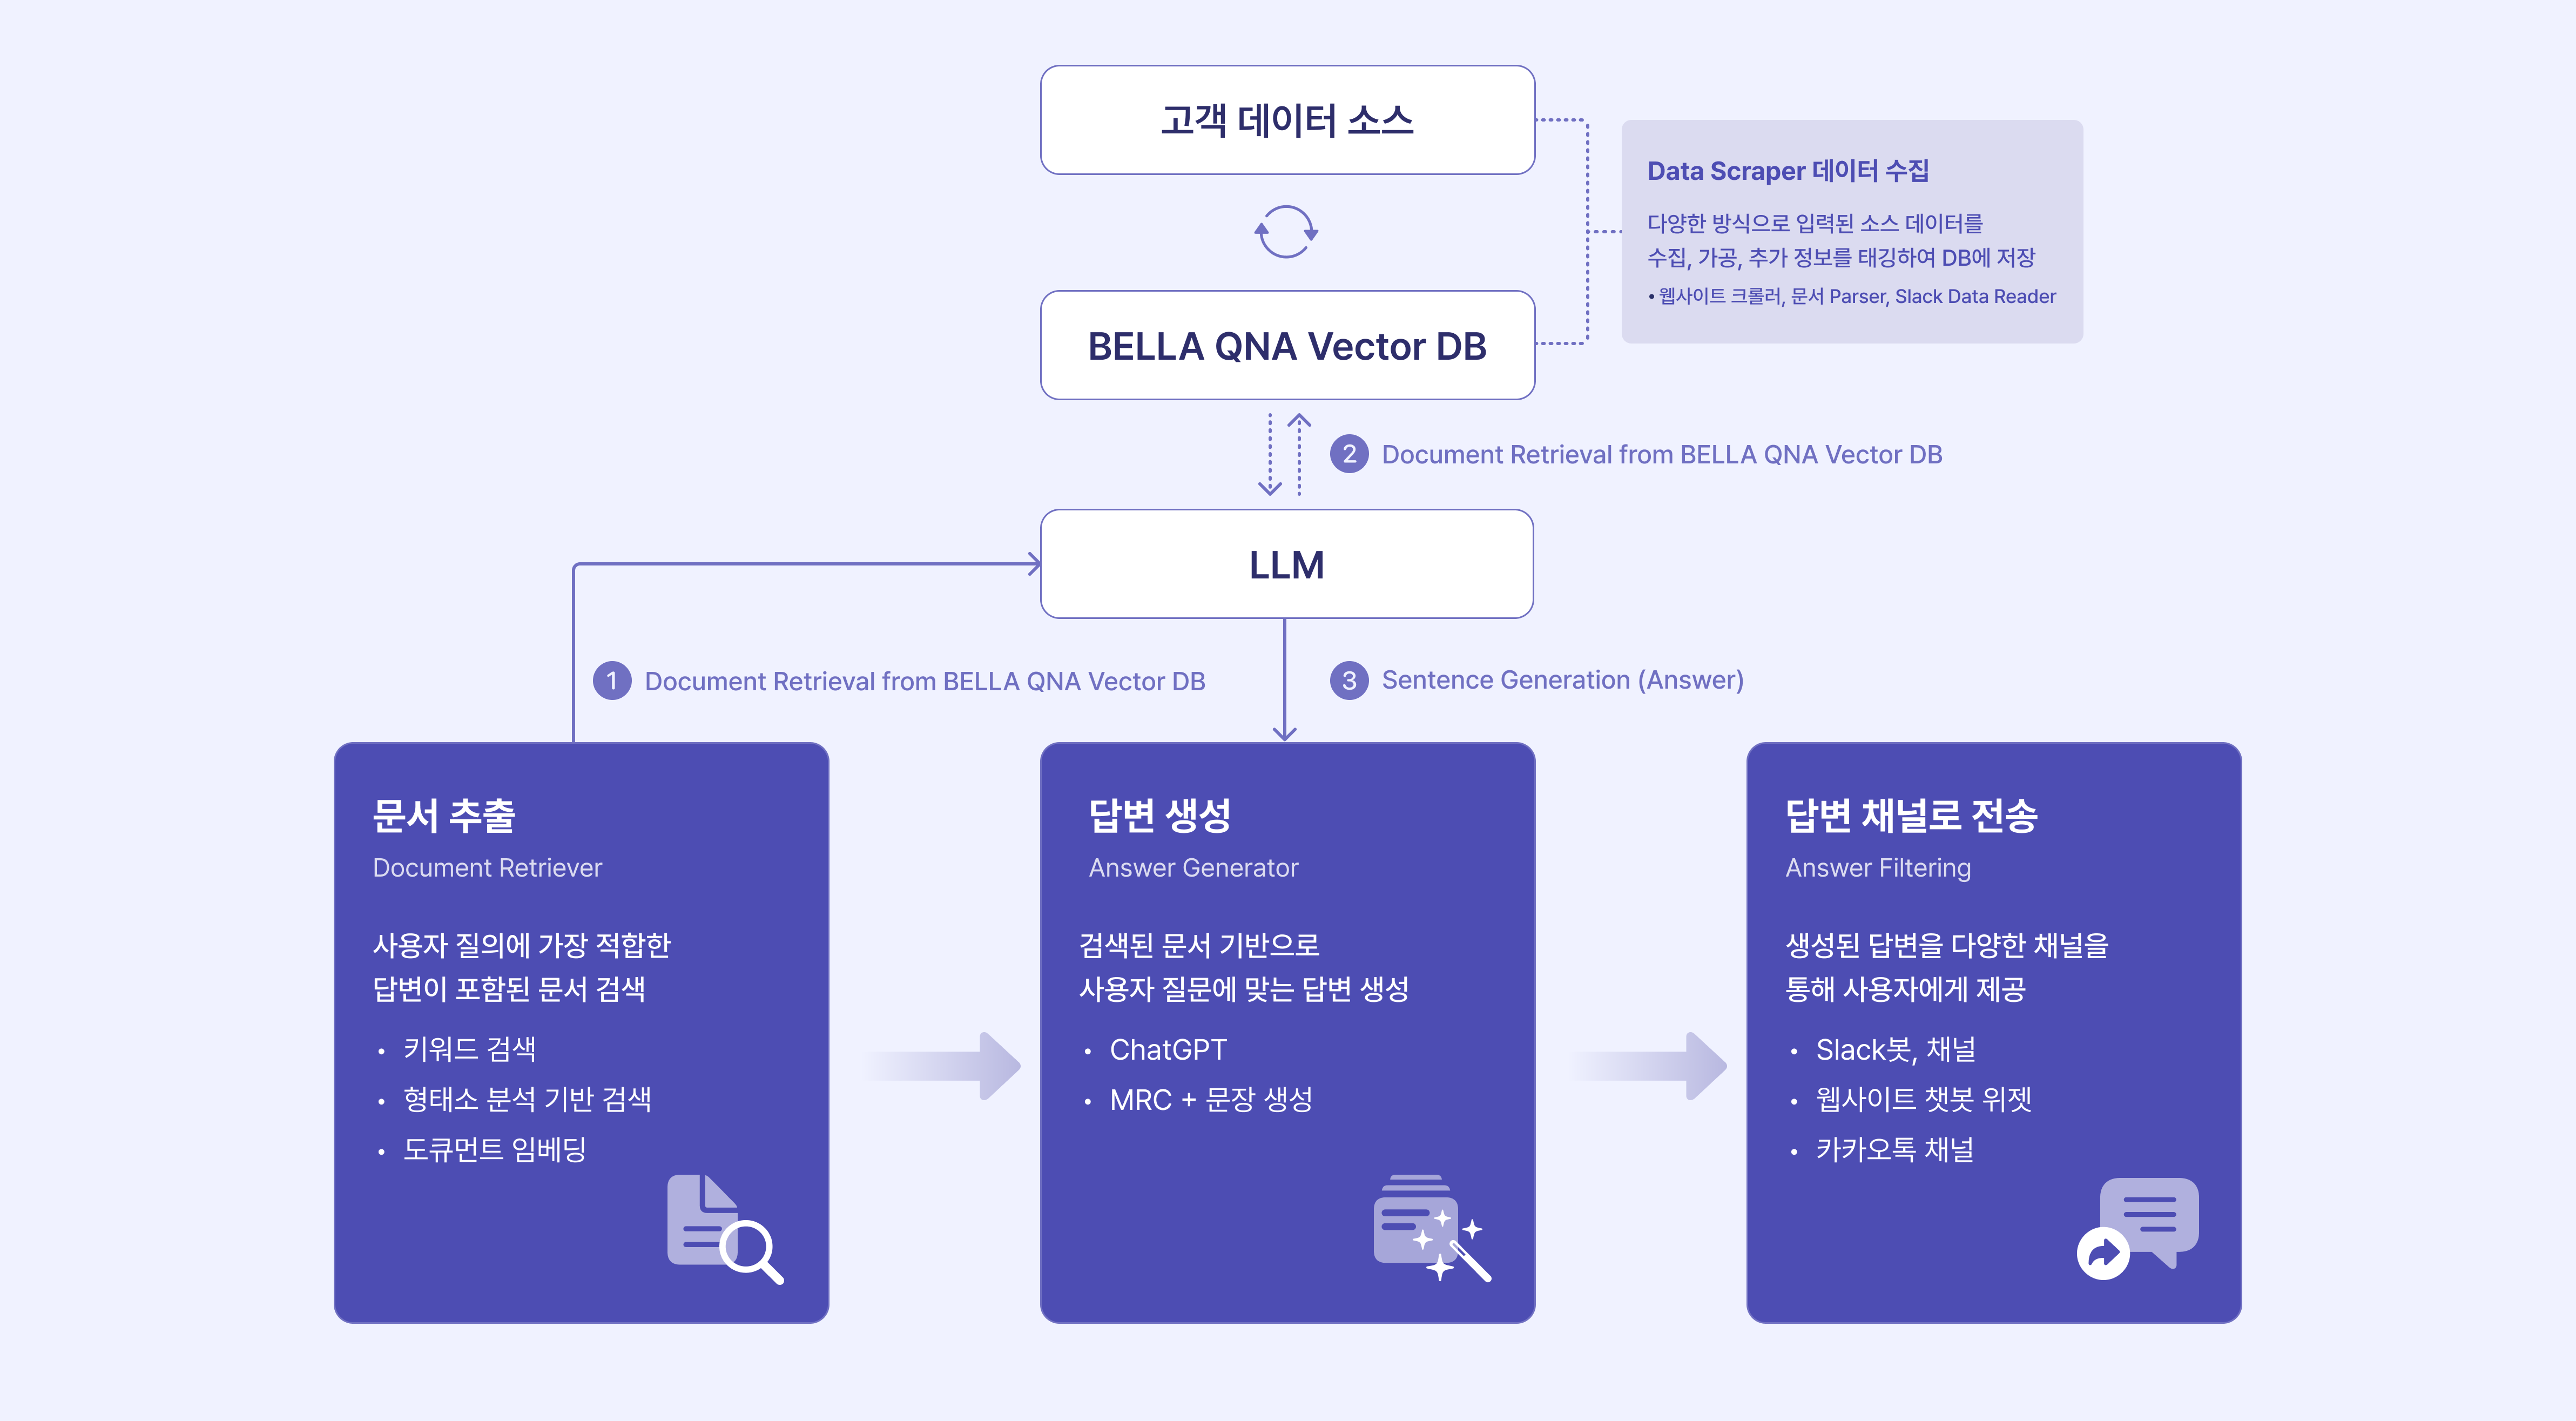 고객 데이터 소스
Data Scraper 데이터 수집
다양한 방식으로 입력된 소스 데이터를
수집, 가공, 추가 정보를 태깅하여 DB에 저장
• 웹사이트 크롤러, 문서 Parser, Slack Data Reader
BELLA QNA Vector DB
2 Document Retrieval from BELLA QNA Vector DB
LLM
1 Document Retrieval from BELLA QNA Vector DB
3 Sentence Generation (Answer)
문서 추출
Document Retriever
사용자 질의에 가장 적합한
답변이 포함된 문서 검색
• 키워드 검색
• 형태소 분석 기반 검색
• 도큐먼트 임베딩
답변 생성
Answer Generator
검색된 문서 기반으로
사용자 질문에 맞는 답변 생성
• ChatGPT
• MRC + 문장 생성
답변 채널로 전송
Answer Filtering
생성된 답변을 다양한 채널을
통해 사용자에게 제공
• Slack봇, 채널
• 웹사이트 챗봇 위젯
• 카카오톡 채널